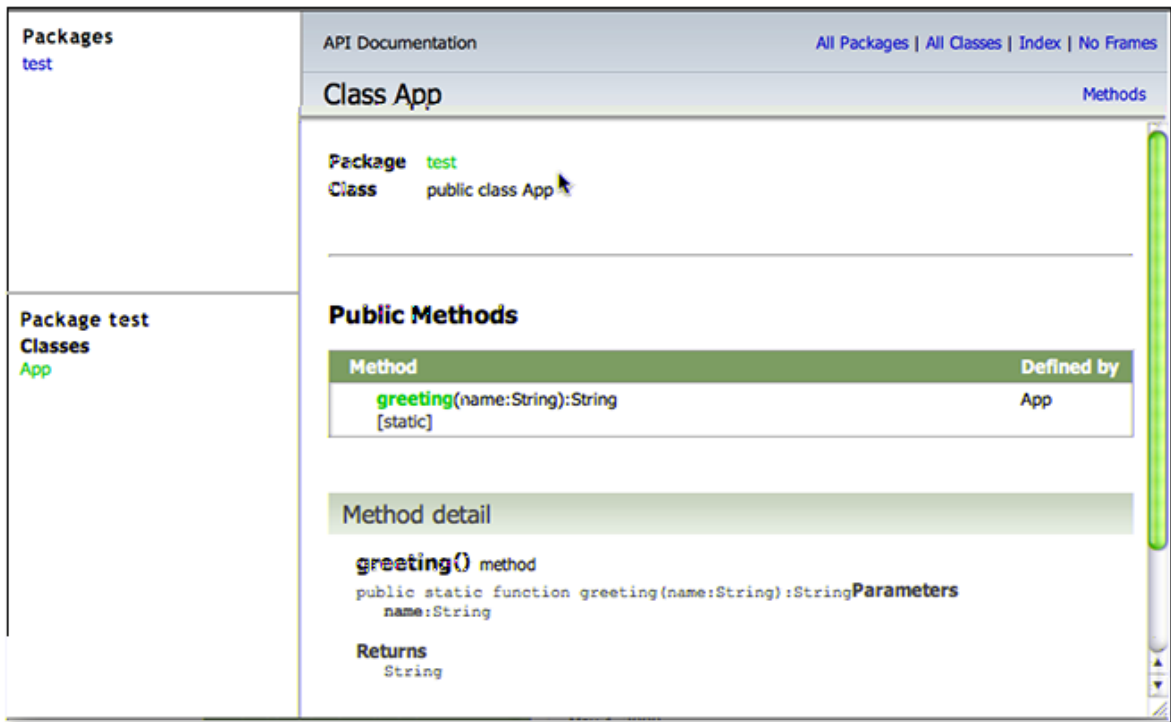 Packages
test
Package test
Classes
App
API Documentation
All Packages | All Classes | Index | No Frames
Class App
Methods
Package test
Class public class App
Public Methods
Method Defined by
greeting(name:String):String App
[static]
Method detail
greeting() method
public static function greeting(name:String):StringParameters
name:String
Returns
String